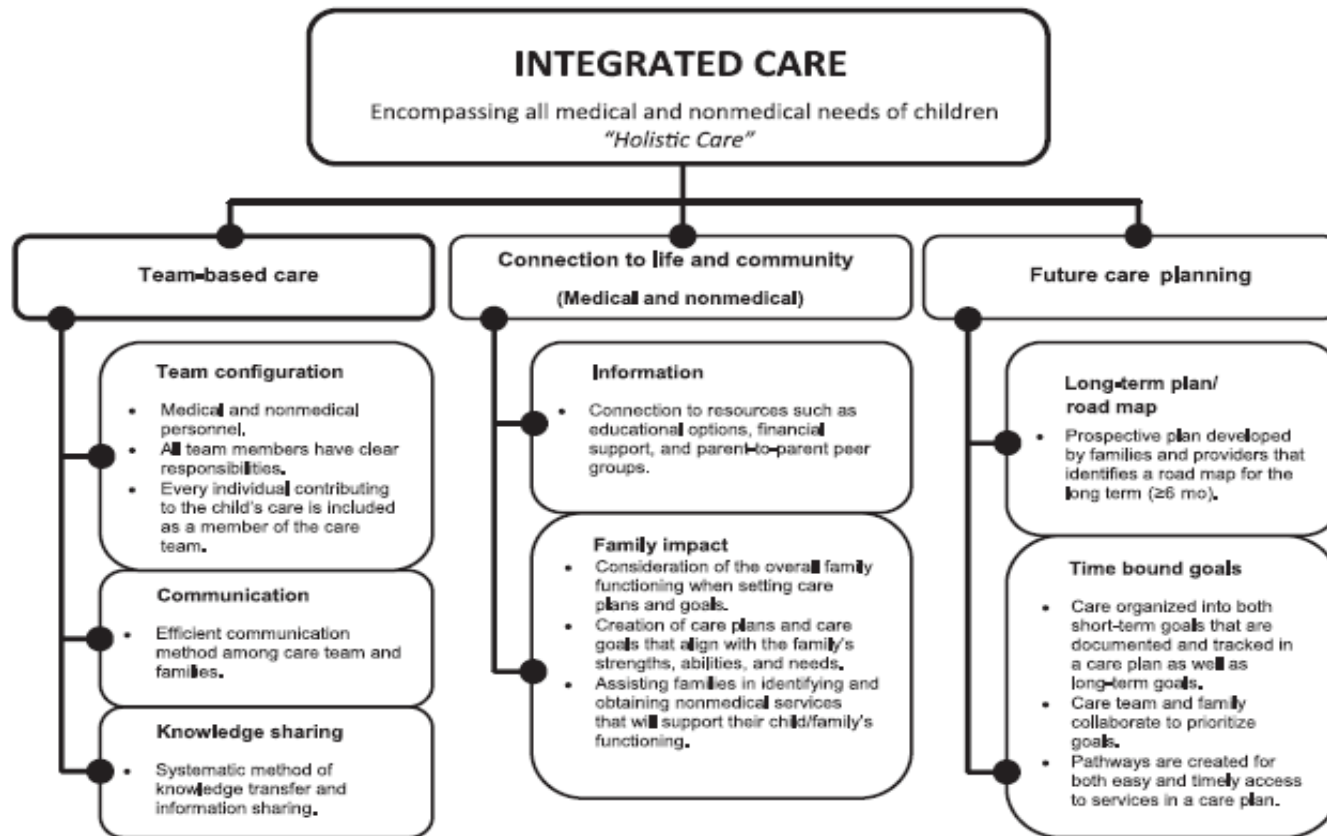 INTEGRATED CARE
Encompassing all medical and nonmedical needs of children
“Holistic Care”
Team-based care
Team configuration
• Medical and nonmedical
personnel.
• All team members have clear
responsibilities.
• Every individual contributing
to the child’s care is included
as a member of the care
team.
Communication
• Efficient communication
method among care team and
families.
Knowledge sharing
• Systematic method of
knowledge transfer and
information sharing.
Connection to life and community
(Medical and nonmedical)
Information
• Connection to resources such as
educational options, financial
support, and parent-to-parent peer
groups.
Family impact
• Consideration of the overall family
functioning when setting care
plans and goals.
• Creation of care plans and care
goals that align with the family’s
strengths, abilities, and needs.
• Assisting families in identifying and
obtaining nonmedical services
that will support their child/family’s
functioning.
Future care planning
Long-term plan/
road map
• Prospective plan developed
by families and providers that
identifies a road map for the
long term (≥6 mo).
Time bound goals
• Care organized into both
short-term goals that are
documented and tracked in
a care plan as well as
long-term goals.
• Care team and family
collaborate to prioritize
goals.
• Pathways are created for
both easy and timely access
to services in a care plan.